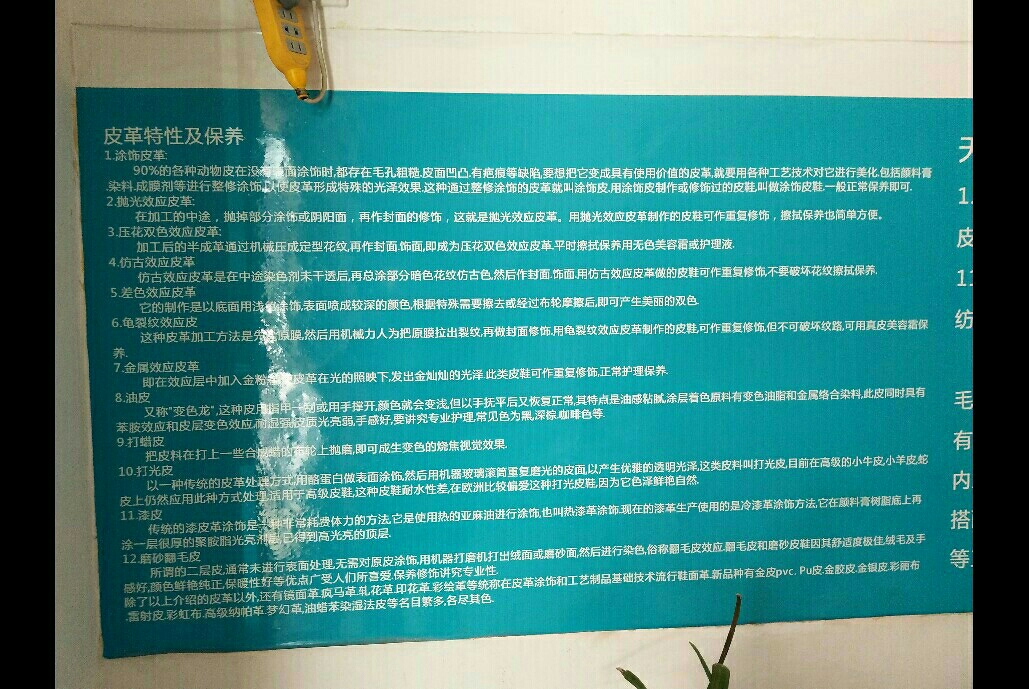 皮革特性及保养
1.涂饰皮革:
90%的各种动物皮在没有表面涂饰时,都存在毛孔粗糙,皮面凹凸,有疤痕等缺陷,要想把它变成具有使用价值的皮革,就要用各种工艺技术对它进行美化,包括颜料膏
.染料.成膜剂等进行整修涂饰,以使皮革形成特殊的光泽效果.这种通过整修涂饰的皮革就叫涂饰皮,用涂饰皮制作或修饰过的皮鞋,叫做涂饰皮鞋.一般正常保养即可.
2.抛光效应皮革:
在加工的中途，抛掉部分涂饰或阴阳面，再作封面的修饰，这就是抛光效应皮革。用抛光效应皮革制作的皮鞋可作重复修饰，擦拭保养也简单方便。
3.压花双色效应皮革:
加工后的半成革通过机械压成定型花纹,再作封面.饰面,即成为压花双色效应皮革.平时擦拭保养用无色美容霜或护理液.
4.仿古效应皮革
仿古效应皮革是在中途染色剂未干透后,再总涂部分暗色花纹仿古色,然后作封面.饰面,用仿古效应皮革做的皮鞋可作重复修饰,不要破坏花纹擦拭保养.
5.差色效应皮革
它的制作是以底面用浅色涂饰,表面喷成较深的颜色,根据特殊需要擦去或经过布轮摩擦后,即可产生美丽的双色.
6.龟裂纹效应皮
这种皮革加工方法是先作原膜,然后用机械力人为把原膜拉出裂纹,再做封面修饰,用龟裂纹效应皮革制作的皮鞋,可作重复修饰,但不可破坏纹路,可用真皮美容霜保
养.
7.金属效应皮革
即在效应层中加入金粉 皮革在光的照映下,发出金灿灿的光泽.此类皮鞋可作重复修饰,正常护理保养.
8.油皮
又称"变色龙",这种皮用指甲一刮或用手撑开,颜色就会变浅,但以手抚平后又恢复正常,其特点是油感粘腻,涂层着色原料有变色油脂和金属络合染料,此皮同时具有
苯胺效应和皮层变色效应,耐湿强,皮面光亮弱,手感好,要讲究专业护理,常见色为黑,深棕.咖啡色等.
9.打蜡皮
把皮料在打上一些合 蜡的布轮上抛磨,即可成生变色的烧焦视觉效果.
10.打光皮
以一种传统的皮革处理方式,用酪蛋白做表面涂饰,然后用机器玻璃滚筒重复磨光的皮面,以产生优雅的透明光泽,这类皮料叫打光皮,目前在高级的小牛皮,小羊皮,蛇
皮上仍然应用此种方式处理,适用于高级皮鞋,这种皮鞋耐水性差,在欧洲比较偏爱这种打光皮鞋,因为它色泽鲜艳自然.
11.漆皮
传统的漆皮革涂饰是一种非常耗费体力的方法,它是使用热的亚麻油进行涂饰,也叫热漆革涂饰.现在的漆革生产使用的是冷漆革涂饰方法,它在颜料膏树脂底上再
涂一层很厚的聚胺脂光亮剂 已得到高光亮的顶层.
12.磨砂翻毛皮
所谓的二层皮,通常未进行表面处理,无需对原皮涂饰,用机器打磨机打出绒面或磨砂面,然后进行染色,俗称翻毛皮效应.翻毛皮和磨砂皮鞋因其舒适度极佳,绒毛及手
感好,颜色鲜艳纯正,保暖性好等优点广受人们所喜爱,保养修饰讲究专业性.
除了以上介绍的皮革以外,还有镜面革.疯马革.轧花革.印花革.彩绘革等统称在皮革涂饰和工艺制品基础技术流行鞋面革.新品种有金皮pvc. Pu皮.金胶皮.金银皮.彩丽布
.雷射皮.彩虹布.高级纳帕革.梦幻革,油蜡苯染湿法皮等名目繁多,各尽其色.
1
皮
11
纺
毛
有
内
搭
等